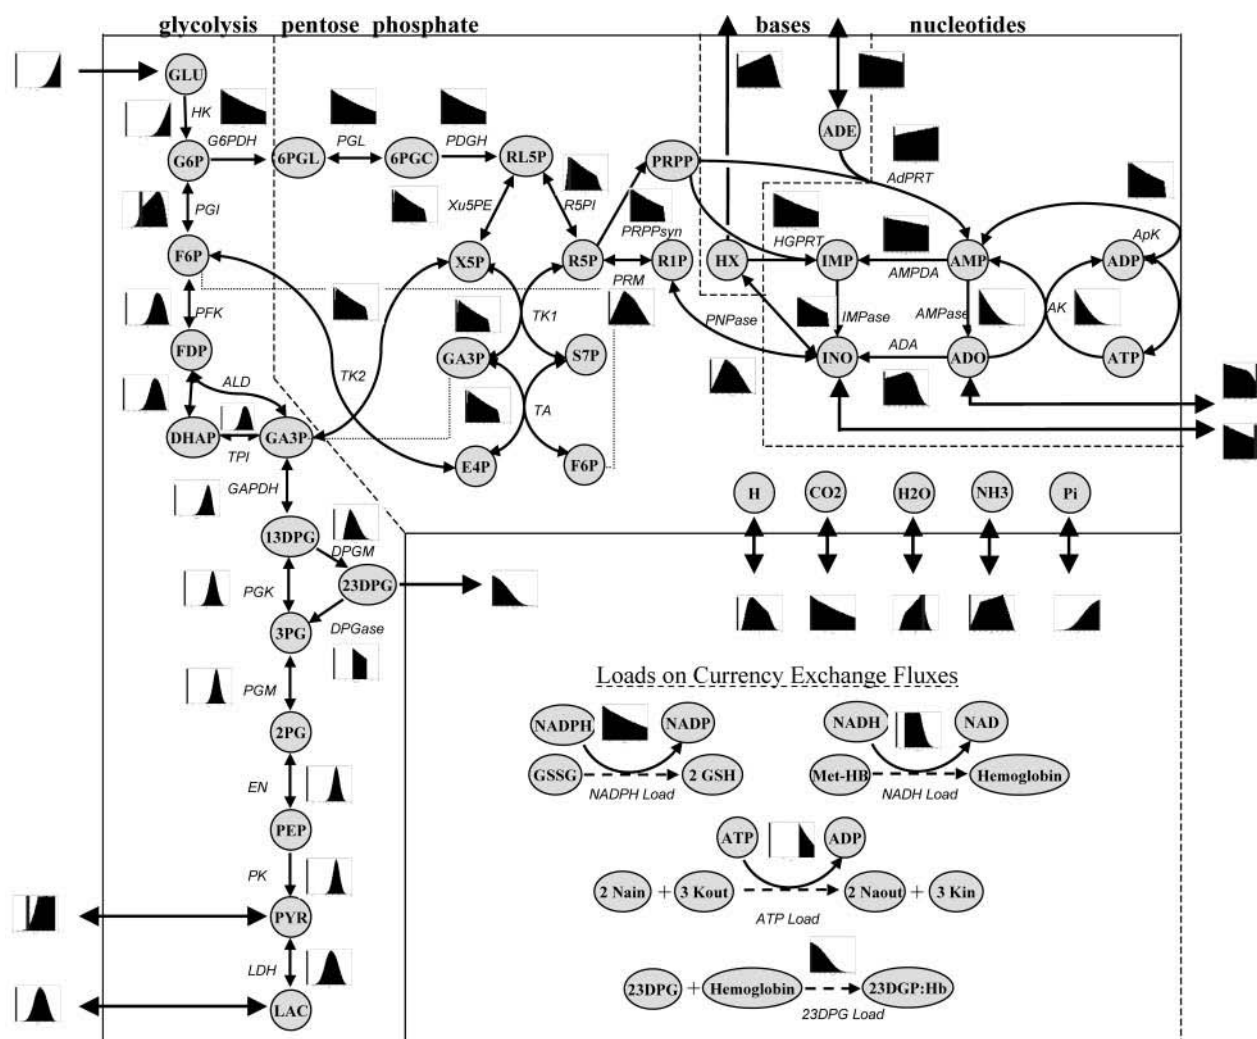 glycolysis pentose phosphate bases nucleotides
GLU
HK
G6PDH
PGL
PDGH
ADE
AdPRT
G6P
6PGL
6PGC
RL5P
PRPP
PGI
Xu5PE
R5PI
PRPPsyn
HGPRT
AMPDA
ApK
F6P
X5P
R5P
R1P
HX
IMP
AMP
ADP
PRM
PFK
TK1
PNPase
IMPase
AMPase
AK
FDP
GA3P
S7P
INO
ADA
ADO
ATP
ALD
TK2
TA
DHAP
GA3P
TPI
E4P
F6P
GAPDH
H
CO2
H2O
NH3
Pi
13DPG
DPGM
PGK
23DPG
3PG
DPGase
PGM
Loads on Currency Exchange Fluxes
2PG
NADPH
NADP
NADH
NAD
GSSG
2 GSH
Met-HB
Hemoglobin
EN
NADPH Load
NADH Load
PEP
ATP
ADP
PK
2 Nain + 3 Kout
2 Naout + 3 Kin
PYR
ATP Load
LDH
23DPG + Hemoglobin
23DGP:Hb
LAC
23DPG Load